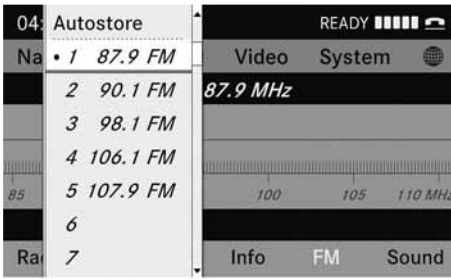 04: Autostore READY
Na • 1 87.9 FM Video System
2 90.1 FM 87.9 MHz
3 98.1 FM
4 106.1 FM
85 5 107.9 FM 100 105 110 MHz
6
Ra 7 Info FM Sound